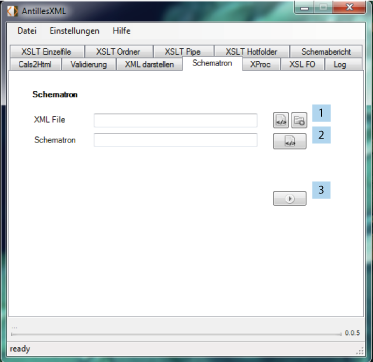 AntillesXML
Datei Einstellungen Hilfe
XSLT Einzelfile XSLT Ordner XSLT Pipe XSLT Hotfolder Schemabericht
Cals2Html Validierung XML darstellen Schematron XProc XSL FO Log
Schematron
XML File 1
Schematron 2
3
...
0.0.5
ready